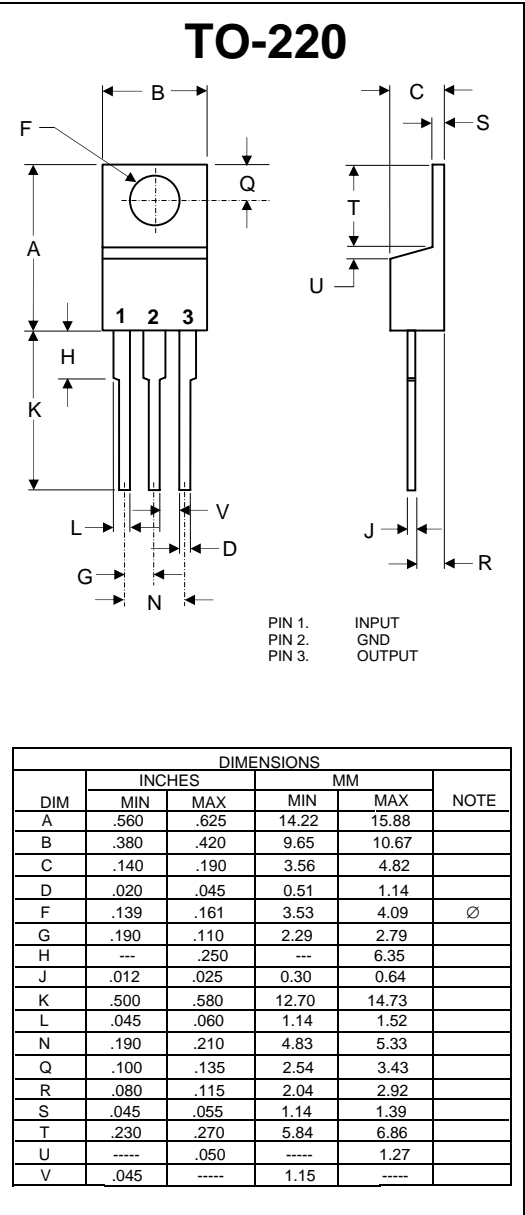 TO-220
B
C
S
F
Q
T
A
U
1 2 3
H
K
L
V
J
D
R
G
N
PIN 1. INPUT
PIN 2. GND
PIN 3. OUTPUT
DIMENSIONS
INCHES MM
DIM MIN MAX MIN MAX NOTE
A .560 .625 14.22 15.88
B .380 .420 9.65 10.67
C .140 .190 3.56 4.82
D .020 .045 0.51 1.14
F .139 .161 3.53 4.09 ∅
G .190 .110 2.29 2.79
H --- .250 --- 6.35
J .012 .025 0.30 0.64
K .500 .580 12.70 14.73
L .045 .060 1.14 1.52
N .190 .210 4.83 5.33
Q .100 .135 2.54 3.43
R .080 .115 2.04 2.92
S .045 .055 1.14 1.39
T .230 .270 5.84 6.86
U ----- .050 ----- 1.27
V .045 ----- 1.15 -----